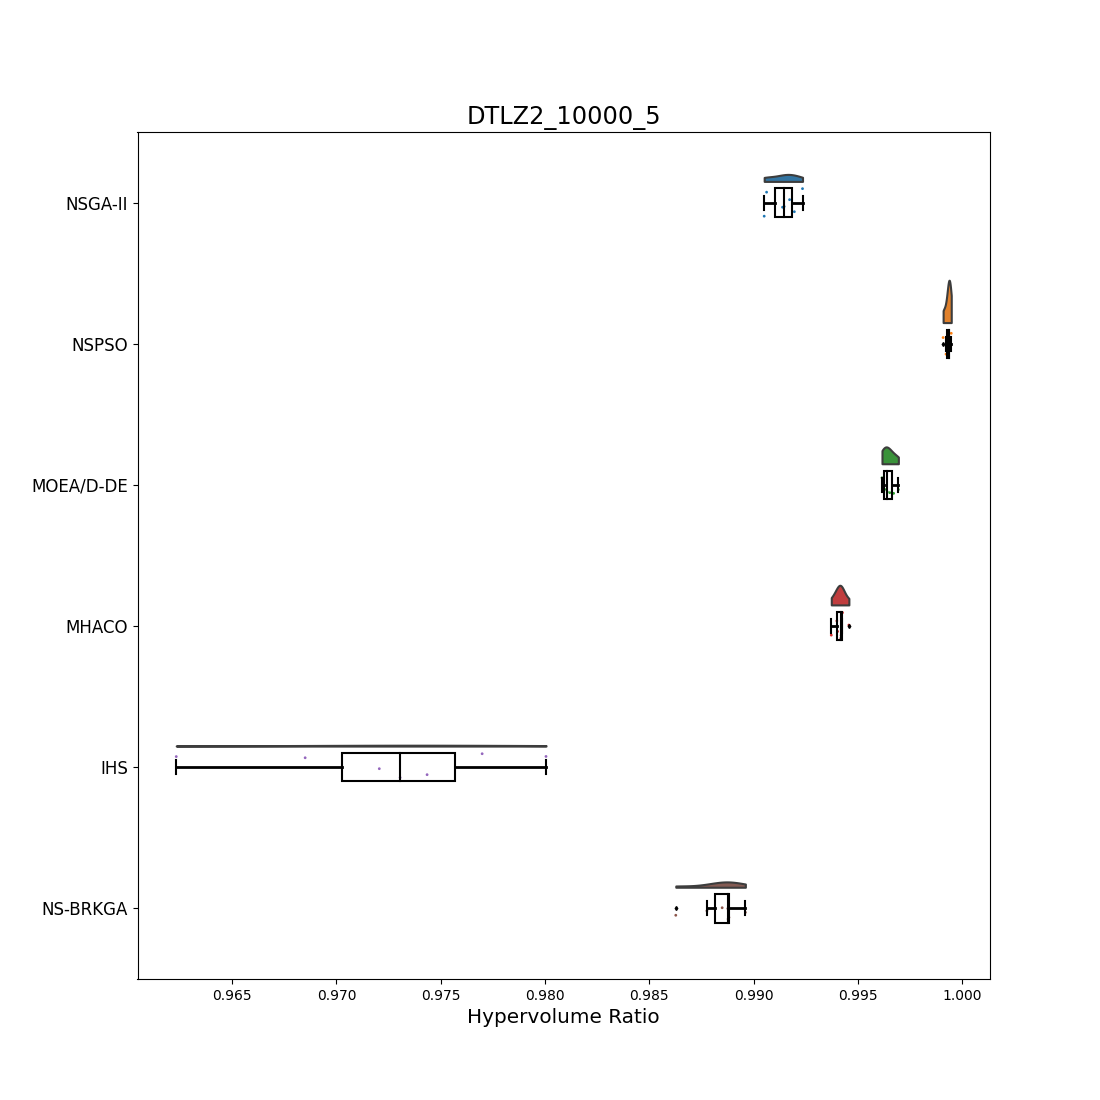 DTLZ2_10000_5
NSGA-II
NSPSO
MOEA/D-DE
MHACO
IHS
NS-BRKGA
0.965 0.970 0.975 0.980 0.985 0.990 0.995 1.000
Hypervolume Ratio